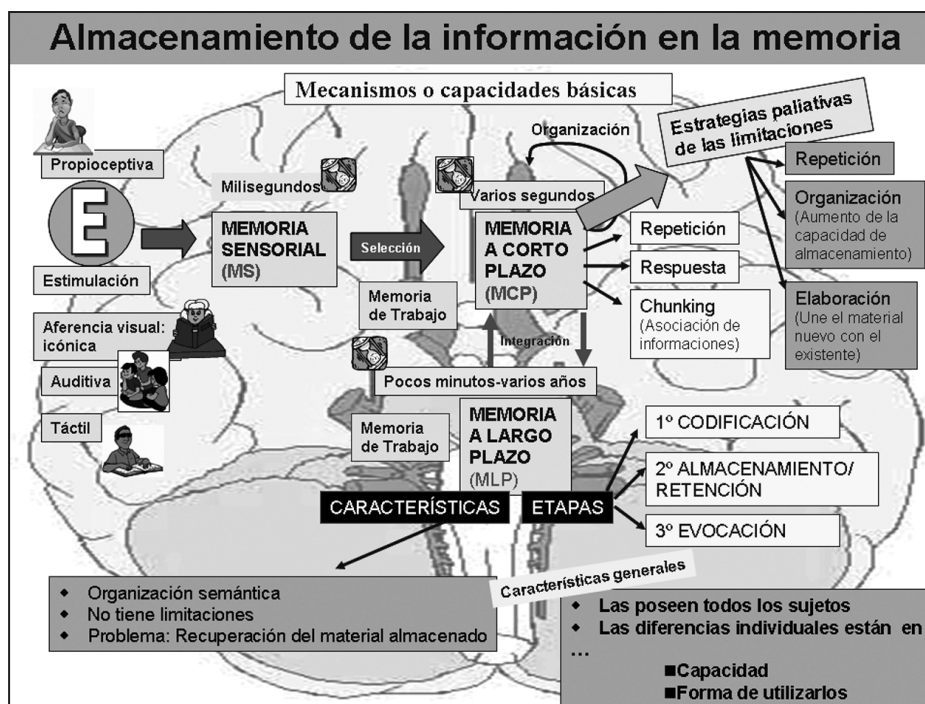 Almacenamiento de la información en la memoria
Mecanismos o capacidades básicas
Propioceptiva
E
Estimulación
Aferencia visual:
icónica
Auditiva
Táctil
Milisegundos
MEMORIA
SENSORIAL
(MS)
Selección
Varios segundos
MEMORIA
A CORTO
PLAZO
(MCP)
Organización
Repetición
Respuesta
Chunking
(Asociación de
informaciones)
Estrategias paliativas
de las limitaciones
Repetición
Organización
(Aumento de la
capacidad de
almacenamiento)
Elaboración
(Une el material
nuevo con el
existente)
Memoria
de Trabajo
Integración
Pocos minutos-varios años
Memoria
de Trabajo
MEMORIA
A LARGO
PLAZO
(MLP)
CARACTERÍSTICAS
ETAPAS
1º CODIFICACIÓN
2º ALMACENAMIENTO/
RETENCIÓN
3º EVOCACIÓN
◆ Organización semántica
◆ No tiene limitaciones
◆ Problema: Recuperación del material almacenado
Características generales
◆ Las poseen todos los sujetos
◆ Las diferencias individuales están en
...
■Capacidad
■Forma de utilizarlos